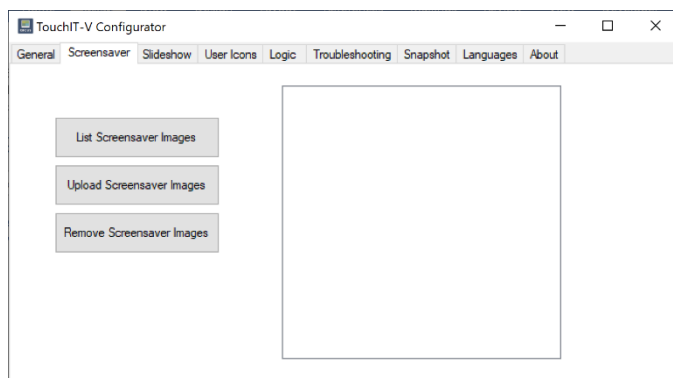 TouchIT-V Configurator
General Screensaver Slideshow User Icons Logic Troubleshooting Snapshot Languages About
List Screensaver Images
Upload Screensaver Images
Remove Screensaver Images